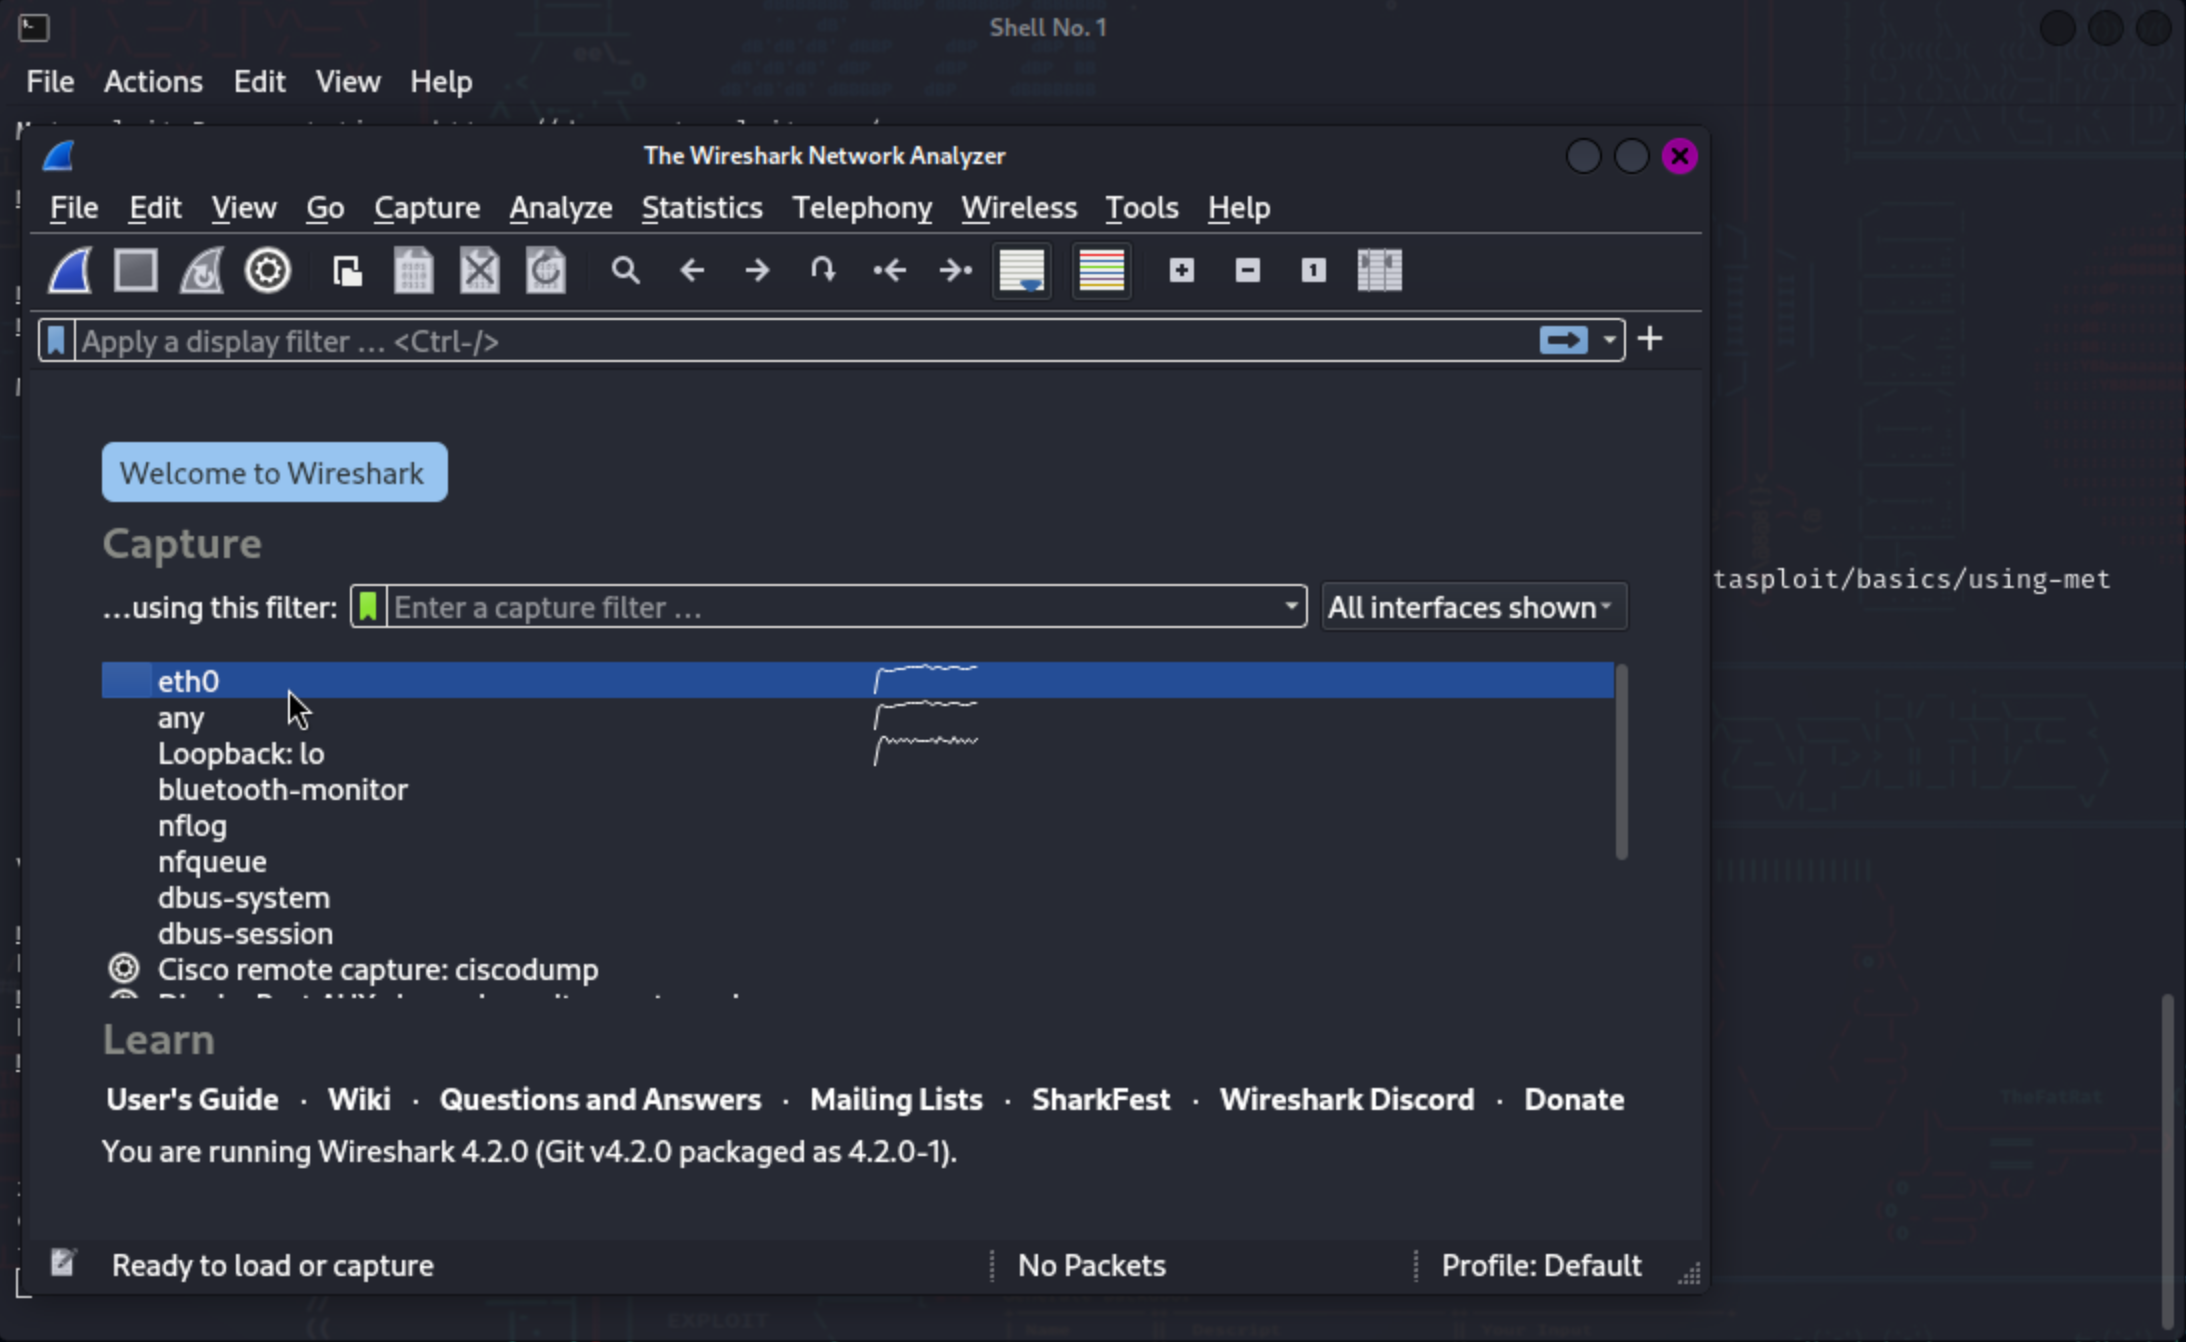 Shell No. 1
File Actions Edit View Help
The Wireshark Network Analyzer
File Edit View Go Capture Analyze Statistics Telephony Wireless Tools Help
Apply a display filter … <Ctrl-/>
Welcome to Wireshark
Capture
…using this filter: Enter a capture filter … All interfaces shown
tasploit/basics/using-met
eth0
any
Loopback: lo
bluetooth-monitor
nflog
nfqueue
dbus-system
dbus-session
Cisco remote capture: ciscodump
Learn
User's Guide · Wiki · Questions and Answers · Mailing Lists · SharkFest · Wireshark Discord · Donate
TheFatRat
You are running Wireshark 4.2.0 (Git v4.2.0 packaged as 4.2.0-1).
Ready to load or capture No Packets Profile: Default
EXPLOIT